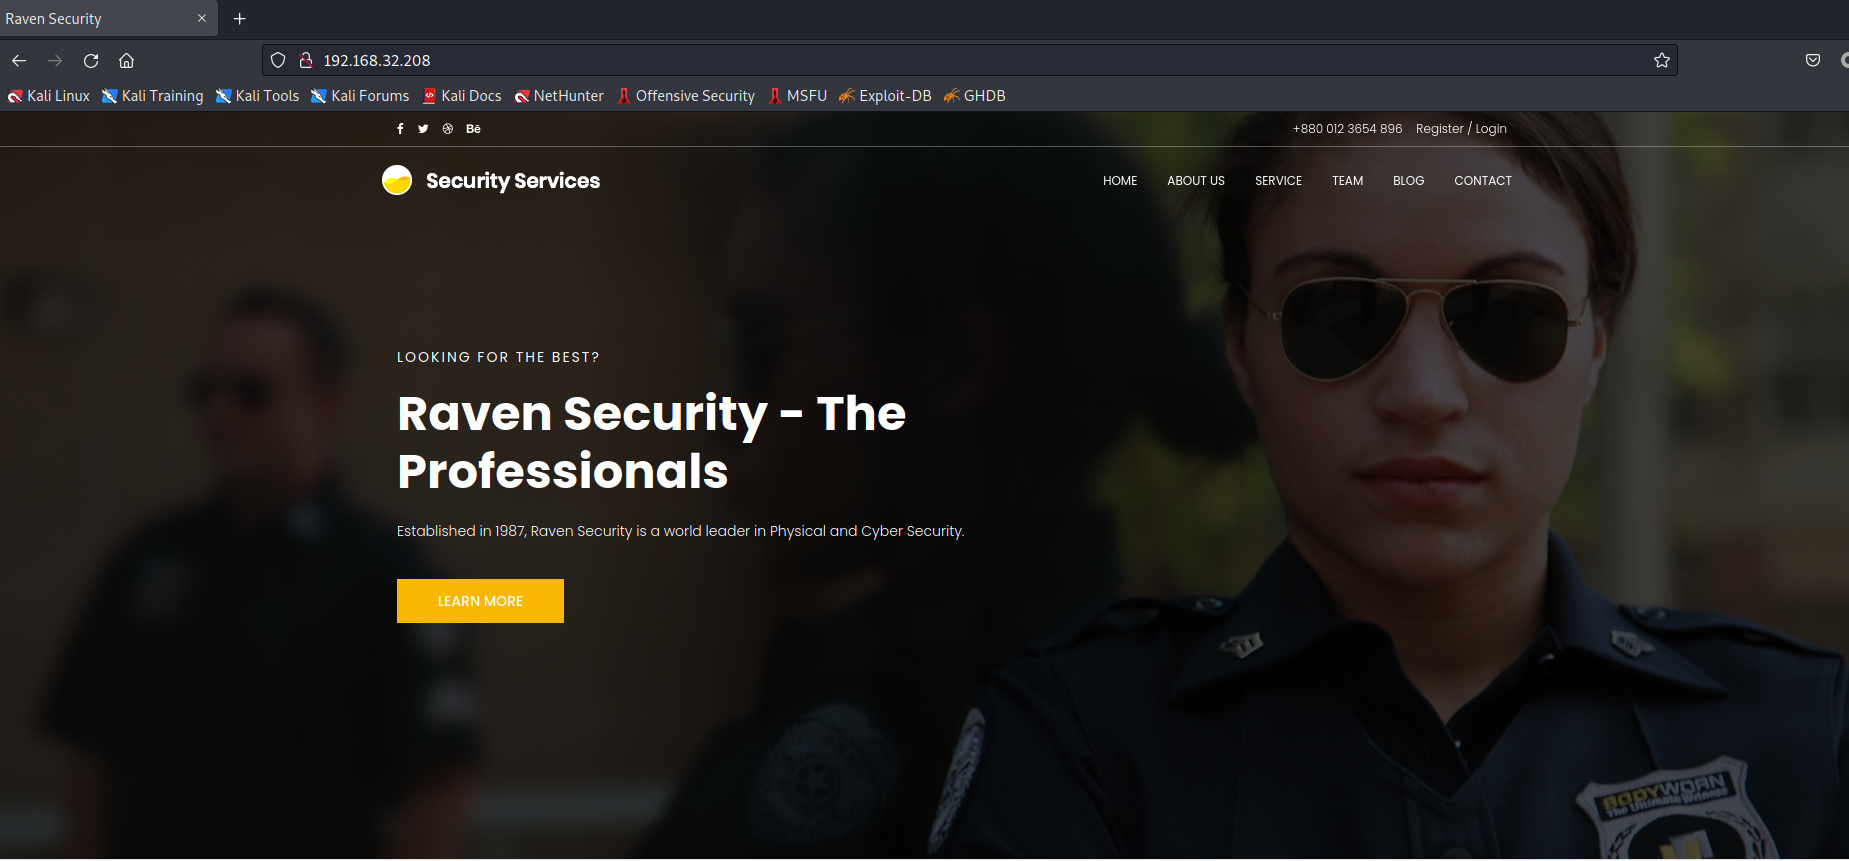 Raven Security
192.168.32.208
Kali Linux Kali Training Kali Tools Kali Forums Kali Docs NetHunter Offensive Security MSFU Exploit-DB GHDB
Bē +880 012 3654 896 Register / Login
Security Services HOME ABOUT US SERVICE TEAM BLOG CONTACT
LOOKING FOR THE BEST?
Raven Security - The
Professionals
Established in 1987, Raven Security is a world leader in Physical and Cyber Security.
LEARN MORE
BODYWORN
The Ultimate Witness